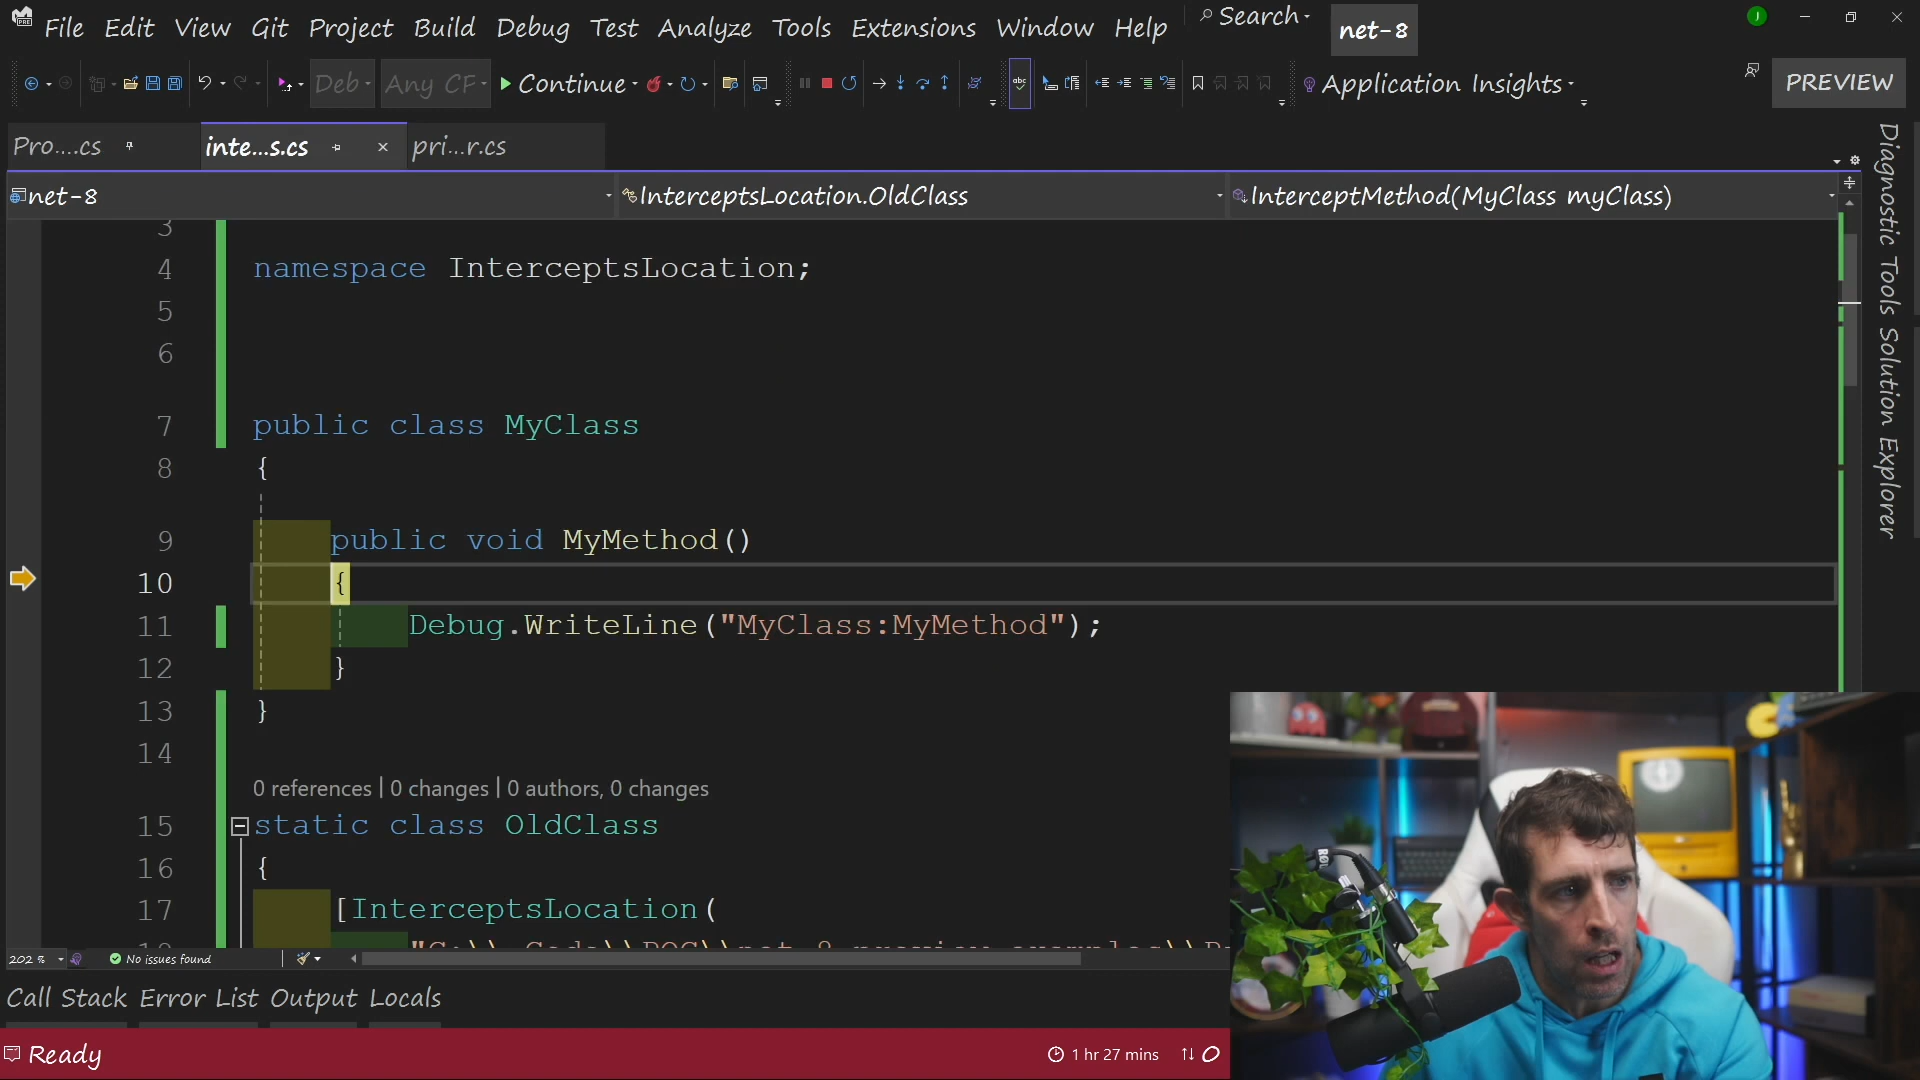 File Edit View Git Project Build Debug Test Analyze Tools Extensions Window Help Search net-8
Deb Any CF Continue Application Insights PREVIEW
Pro....cs inte...s.cs pri...r.cs
net-8 InterceptsLocation.OldClass InterceptMethod(MyClass myClass)
3
4 namespace InterceptsLocation;
5
6
7 public class MyClass
8 {
9 public void MyMethod()
10 {
11 Debug.WriteLine("MyClass:MyMethod");
12 }
13 }
14
0 references | 0 changes | 0 authors, 0 changes
15 static class OldClass
16 {
17 [InterceptsLocation(
202 % No issues found
Call Stack Error List Output Locals
Ready 1 hr 27 mins
Diagnostic Tools
Solution Explorer